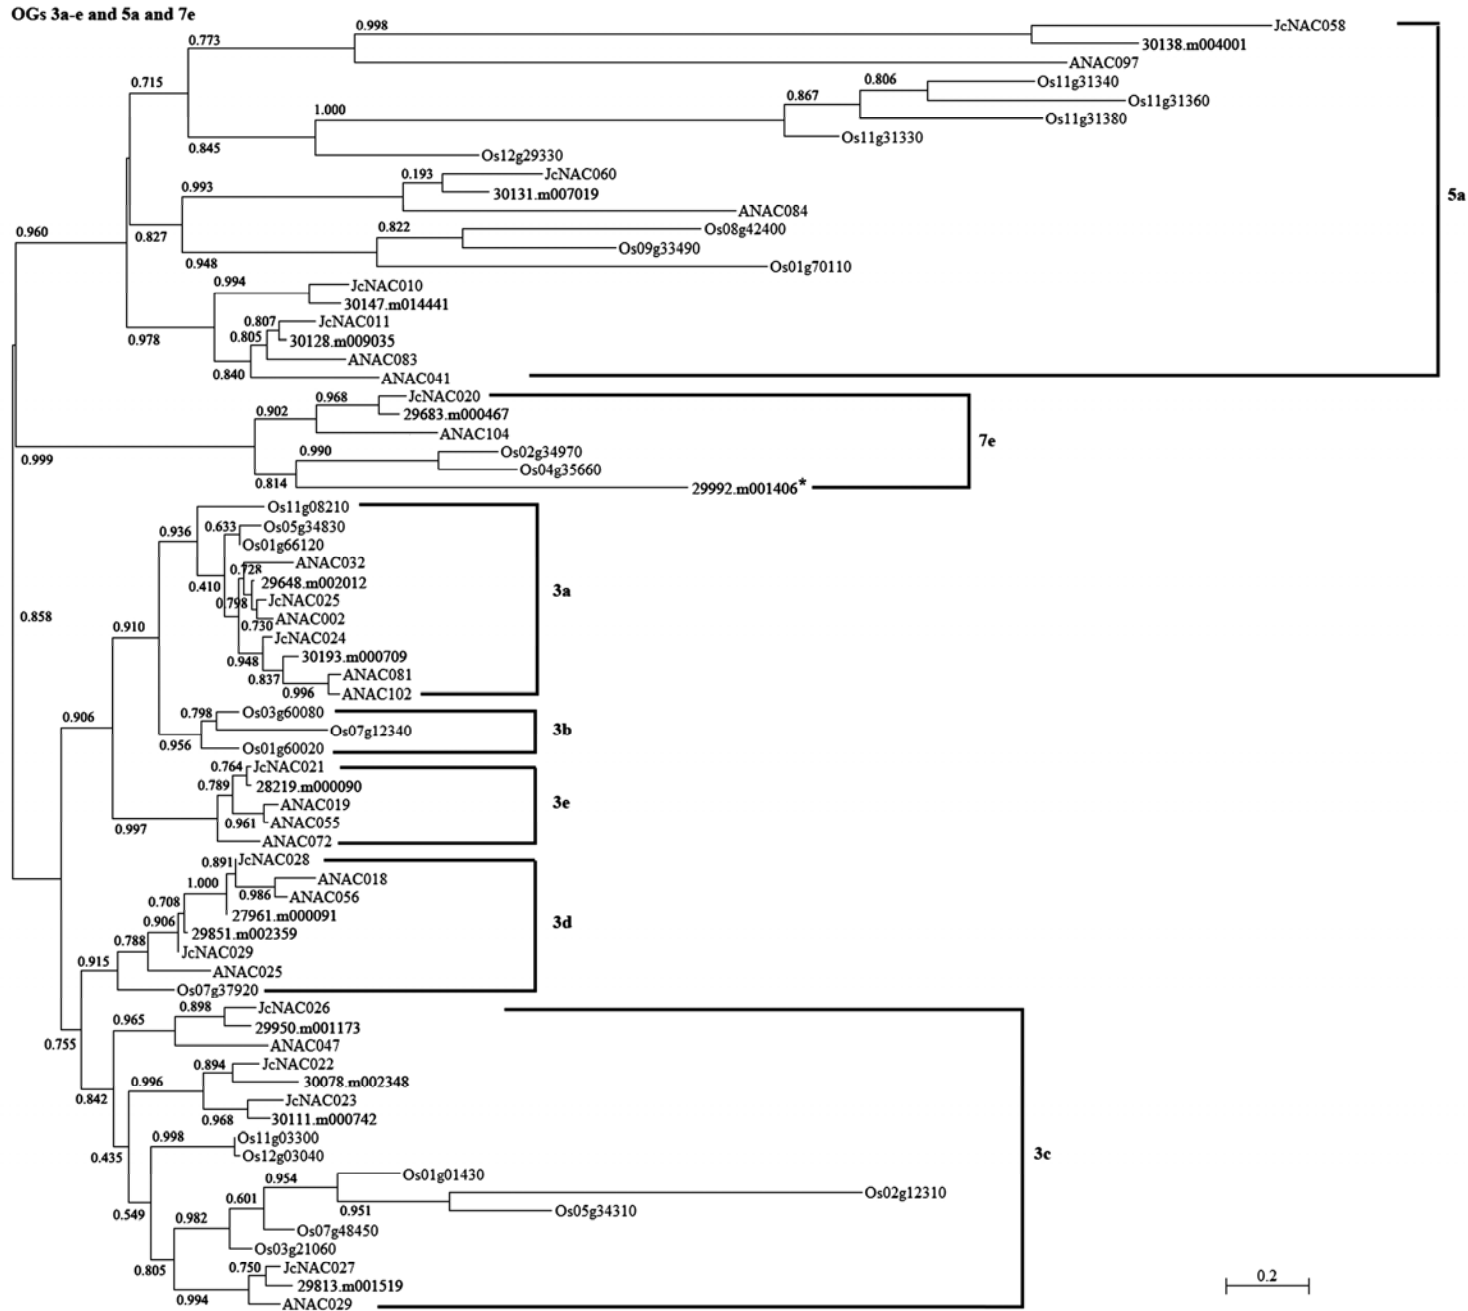 OGs 3a-e and 5a and 7e
0.998
JcNAC058
0.773
30138.m004001
ANAC097
0.715
0.806
Os11g31340
0.867
Os11g31360
1.000
Os11g31380
Os11g31330
0.845
Os12g29330
0.193
JcNAC060
0.993
30131.m007019
5a
ANAC084
0.960
0.827
0.822
Os08g42400
Os09g33490
0.948
Os01g70110
0.994
JcNAC010
30147.m014441
0.807
JcNAC011
0.978
0.805
30128.m009035
ANAC083
0.840
ANAC041
0.968
JcNAC020
0.902
29683.m000467
ANAC104
7e
0.999
0.990
Os02g34970
Os04g35660
0.814
29992.m001406*
Os11g08210
0.936
0.633
Os05g34830
Os01g66120
0.728
ANAC032
0.410
29648.m002012
3a
0.798
JcNAC025
0.858
ANAC002
0.910
0.730
JcNAC024
0.948
30193.m000709
0.837
ANAC081
0.996
ANAC102
0.906
0.798
Os03g60080
Os07g12340
3b
0.956
Os01g60020
0.764
JcNAC021
0.789
28219.m000090
ANAC019
3e
0.997
0.961
ANAC055
ANAC072
0.891
JcNAC028
1.000
ANAC018
0.708
0.986
ANAC056
0.906
27961.m000091
3d
0.788
29851.m002359
JcNAC029
0.915
ANAC025
Os07g37920
0.898
JcNAC026
0.965
29950.m001173
0.755
ANAC047
0.894
JcNAC022
0.996
30078.m002348
0.842
JcNAC023
0.968
30111.m000742
0.998
Os11g03300
0.435
Os12g03040
3c
0.954
Os01g01430
0.601
Os02g12310
0.549
0.982
0.951
Os05g34310
Os07g48450
Os03g21060
0.805
0.750
JcNAC027
0.2
29813.m001519
0.994
ANAC029